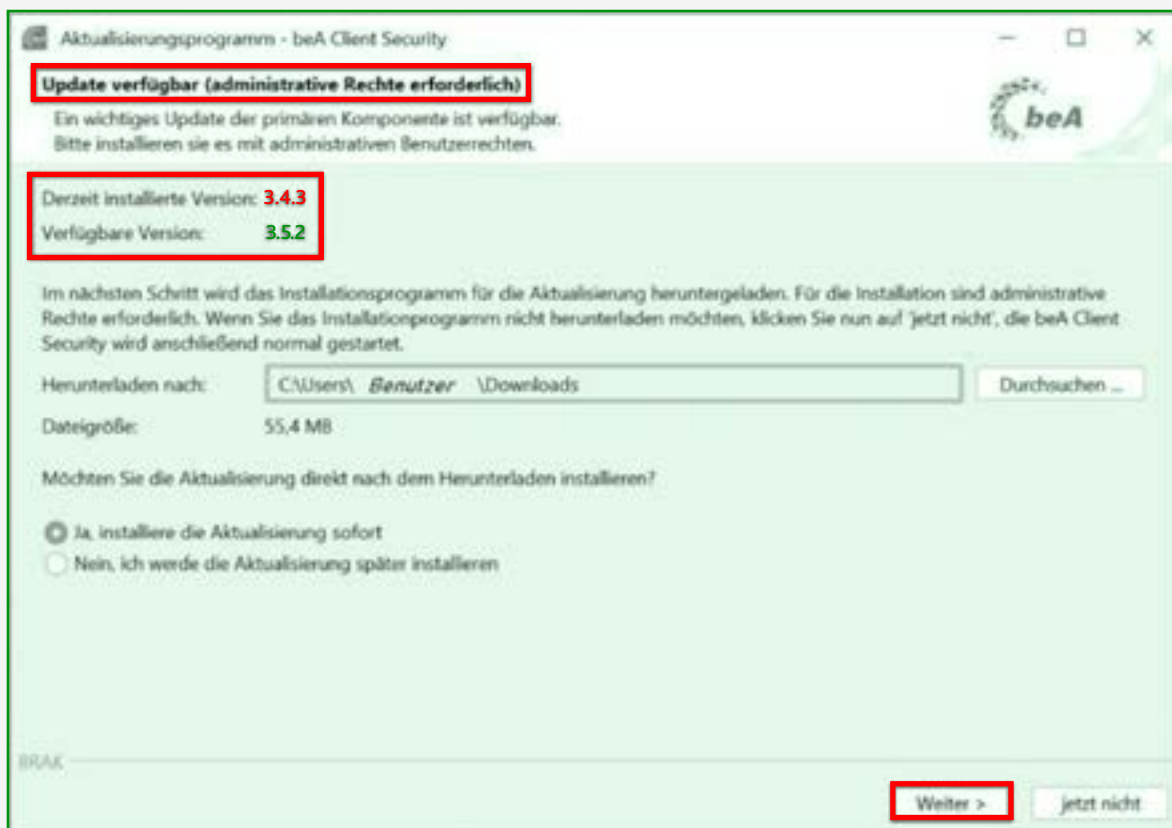 Aktualisierungsprogramm - beA Client Security
Update verfügbar (administrative Rechte erforderlich)
Ein wichtiges Update der primären Komponente ist verfügbar.
Bitte installieren sie es mit administrativen Benutzerrechten.
beA
Derzeit installierte Version: 3.4.3
Verfügbare Version: 3.5.2
Im nächsten Schritt wird das Installationsprogramm für die Aktualisierung heruntergeladen. Für die Installation sind administrative
Rechte erforderlich. Wenn Sie das Installationprogramm nicht herunterladen möchten, klicken Sie nun auf 'jetzt nicht', die beA Client
Security wird anschließend normal gestartet.
Herunterladen nach: C:\Users\ Benutzer \Downloads Durchsuchen ...
Dateigröße: 55,4 MB
Möchten Sie die Aktualisierung direkt nach dem Herunterladen installieren?
Ja, installiere die Aktualisierung sofort
Nein, ich werde die Aktualisierung später installieren
BRAK
Weiter > jetzt nicht